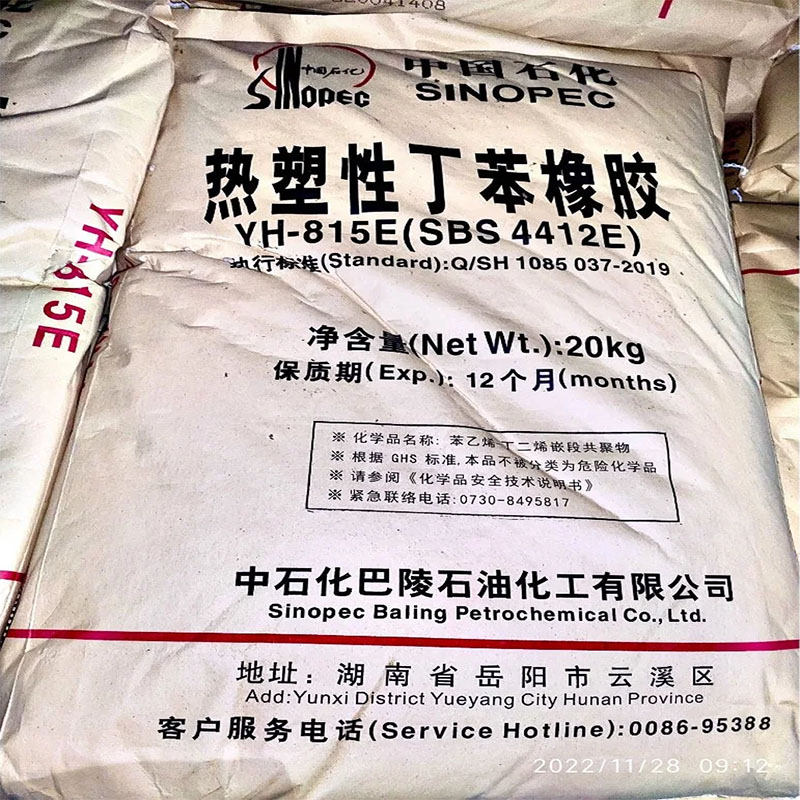 中国石化
SINOPEC
中国石化
SINOPEC
热塑性丁苯橡胶
YH-815E(SBS 4412E)
执行标准(Standard):Q/SH 1085 037-2019
YH-815E
净含量(Net Wt.):20kg
保质期(Exp.): 12个月(months)
※ 化学品名称: 苯乙烯-丁二烯嵌段共聚物
※ 根据 GHS 标准,本品不被分类为危险化学品
※ 请参阅《化学品安全技术说明书》
※ 紧急联络电话:0730-8495817
中石化巴陵石油化工有限公司
Sinopec Baling Petrochemical Co.,Ltd.
地址: 湖南省岳阳市云溪区
Add:Yunxi District Yueyang City Hunan Province
客户服务电话(Service Hotline):0086-95388
2022/11/28 09:12